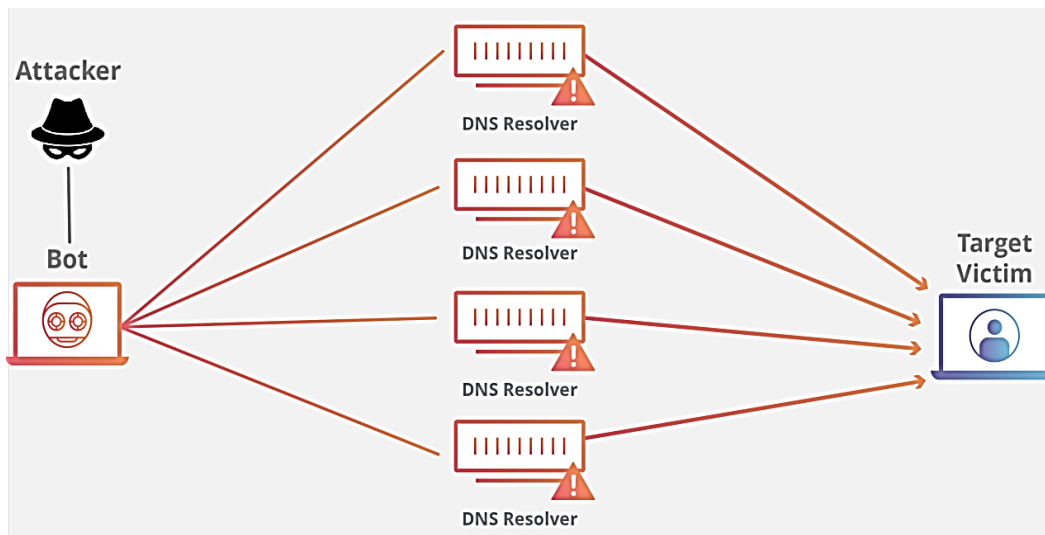 Attacker
Bot
DNS Resolver
DNS Resolver
DNS Resolver
DNS Resolver
Target
Victim